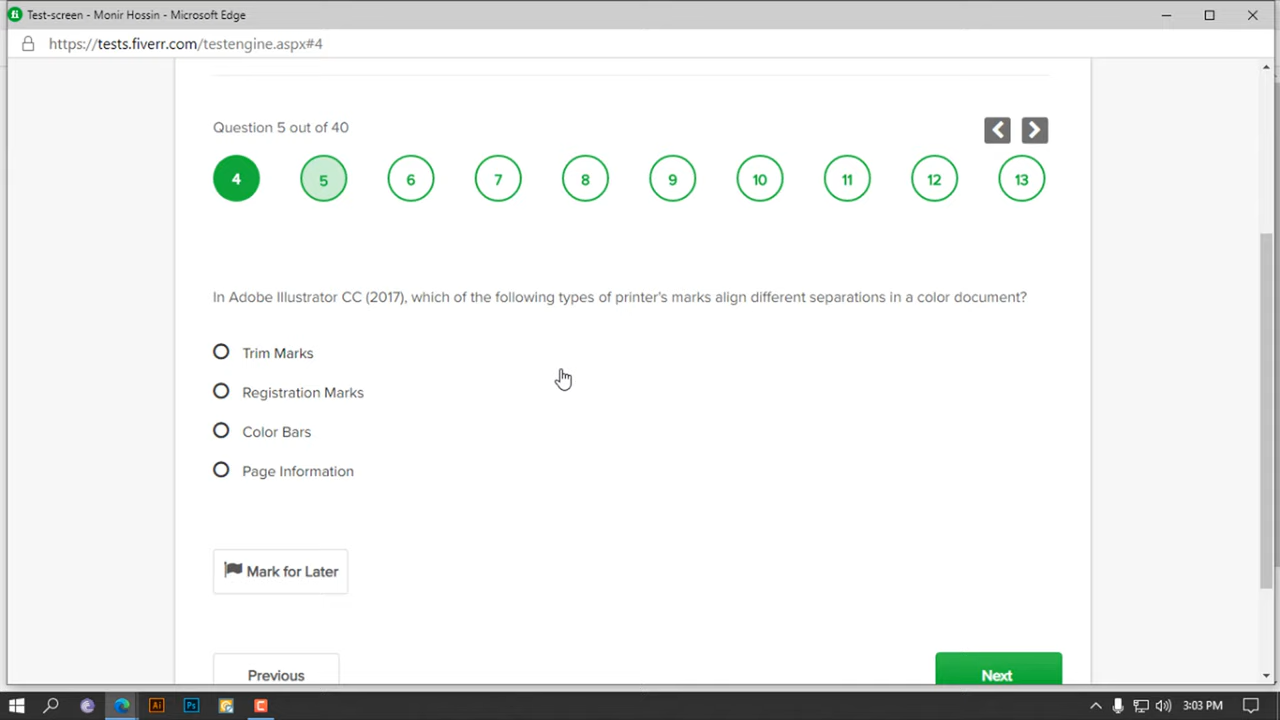 Test-screen - Monir Hossin - Microsoft Edge
https://tests.fiverr.com/testengine.aspx#4
Question 5 out of 40
4 5 6 7 8 9 10 11 12 13
In Adobe Illustrator CC (2017), which of the following types of printer's marks align different separations in a color document?
Trim Marks
Registration Marks
Color Bars
Page Information
Mark for Later
Previous
Next
Ai Ps C 3:03 PM